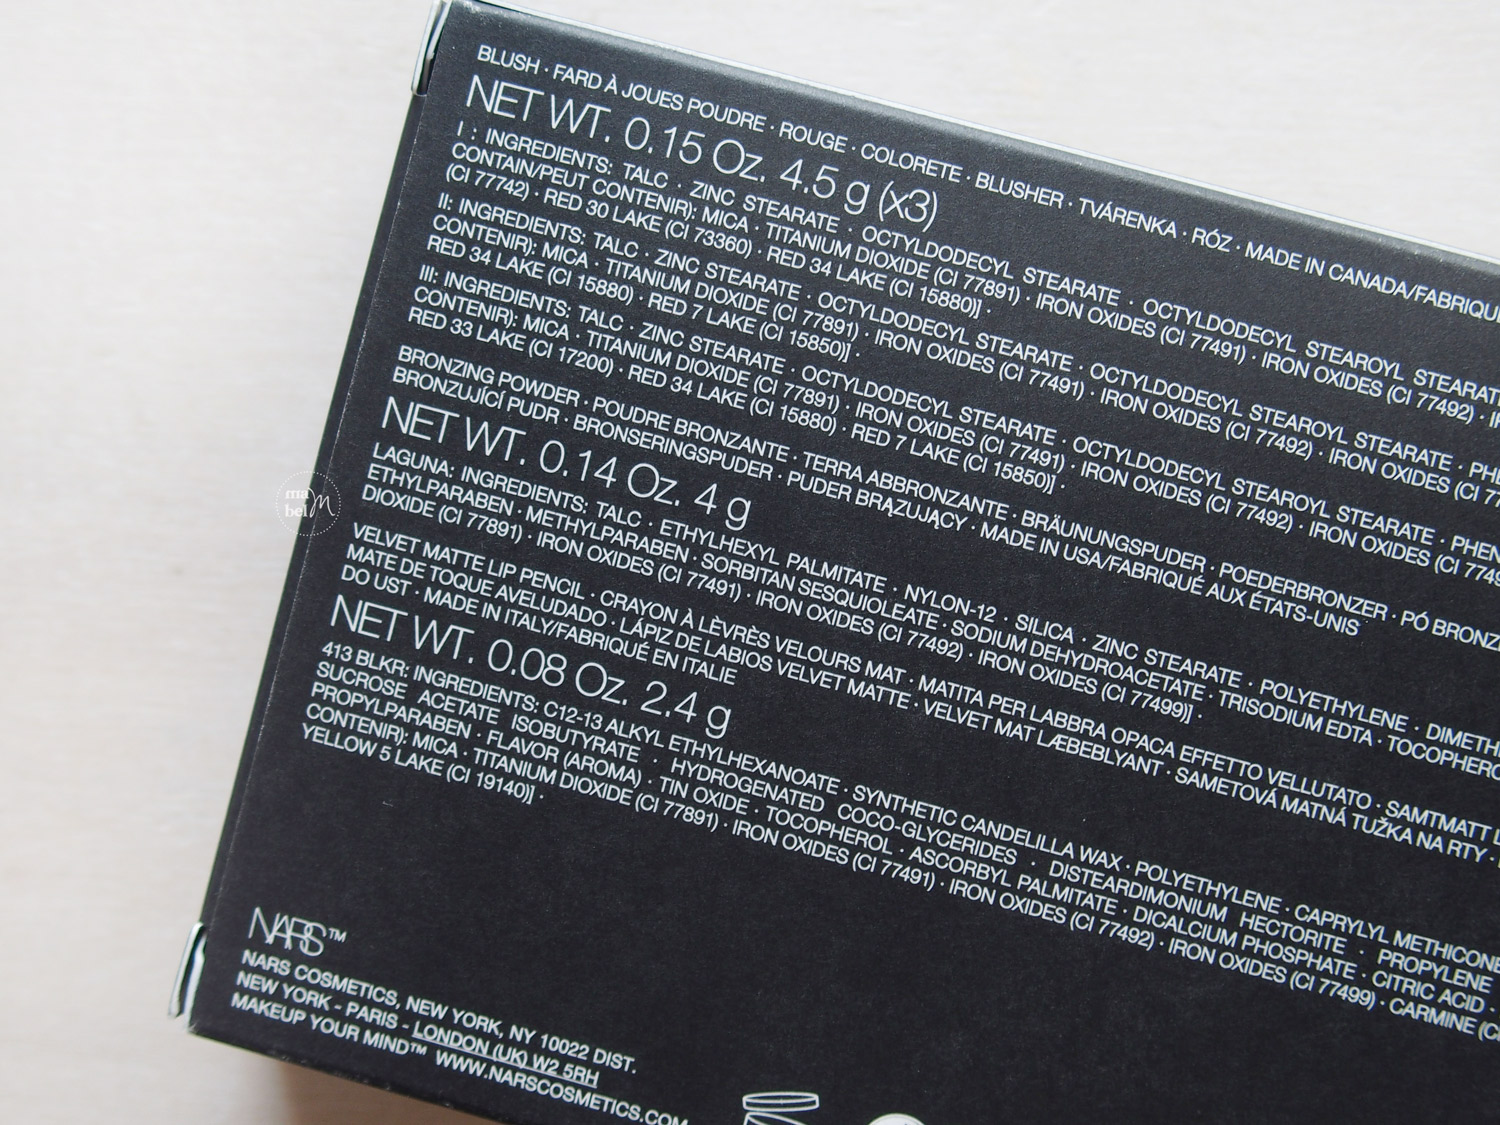 BLUSH · FARD À JOUES POUDRE · ROUGE · COLORETE · BLUSHER · TVÁRENKA · RÓZ · MADE IN CANADA/FABRIQU
NET WT. 0.15 Oz. 4.5 g (x3)
I : INGREDIENTS: TALC · ZINC STEARATE · OCTYLDODECYL STEARATE · OCTYLDODECYL STEAROYL STEARATE
CONTAIN/PEUT CONTENIR): MICA · TITANIUM DIOXIDE (CI 77891) · IRON OXIDES (CI 77491) · IRON OXIDES (CI 77492) ·
(CI 77742) · RED 30 LAKE (CI 73360) · RED 34 LAKE (CI 15880)] ·
II: INGREDIENTS: TALC · ZINC STEARATE · OCTYLDODECYL STEARATE · OCTYLDODECYL STEAROYL STEARATE · PHE
CONTENIR): MICA · TITANIUM DIOXIDE (CI 77891) · IRON OXIDES (CI 77491) · IRON OXIDES (CI 77492) · IRON OXIDES (CI 77
RED 34 LAKE (CI 15880) · RED 7 LAKE (CI 15850)] ·
III: INGREDIENTS: TALC · ZINC STEARATE · OCTYLDODECYL STEARATE · OCTYLDODECYL STEAROYL STEARATE · PHEN
CONTENIR): MICA · TITANIUM DIOXIDE (CI 77891) · IRON OXIDES (CI 77491) · IRON OXIDES (CI 77492) · IRON OXIDES (CI 774
RED 33 LAKE (CI 17200) · RED 34 LAKE (CI 15880) · RED 7 LAKE (CI 15850)] ·
BRONZING POWDER · POUDRE BRONZANTE · TERRA ABBRONZANTE · BRÄUNUNGSPUDER · POEDERBRONZER · PÓ BRONZ
BRONZUJÍCÍ PUDR · BRONSERINGSPUDER · PUDER BRĄZUJĄCY · MADE IN USA/FABRIQUÉ AUX ÉTATS-UNIS
NET WT. 0.14 Oz. 4 g
LAGUNA: INGREDIENTS: TALC · ETHYLHEXYL PALMITATE · NYLON-12 · SILICA · ZINC STEARATE · POLYETHYLENE · DIMETH
ETHYLPARABEN · METHYLPARABEN · SORBITAN SESQUIOLEATE · SODIUM DEHYDROACETATE · TRISODIUM EDTA · TOCOPHERO
DIOXIDE (CI 77891) · IRON OXIDES (CI 77491) · IRON OXIDES (CI 77492) · IRON OXIDES (CI 77499)] ·
VELVET MATTE LIP PENCIL · CRAYON À LÈVRES VELOURS MAT · MATITA PER LABBRA OPACA EFFETTO VELLUTATO · SAMTMATT L
MATE DE TOQUE AVELUDADO · LÁPIZ DE LABIOS VELVET MATTE · VELVET MAT LÆBEBLYANT · SAMETOVÁ MATNÁ TUŽKA NA RTY ·
DO UST · MADE IN ITALY/FABRIQUÉ EN ITALIE
NET WT. 0.08 Oz. 2.4 g
413 BLKR: INGREDIENTS: C12-13 ALKYL ETHYLHEXANOATE · SYNTHETIC CANDELILLA WAX · POLYETHYLENE · CAPRYLYL METHICONE
SUCROSE ACETATE ISOBUTYRATE · HYDROGENATED COCO-GLYCERIDES · DISTEARDIMONIUM HECTORITE · PROPYLENE
PROPYLPARABEN · FLAVOR (AROMA) · TIN OXIDE · TOCOPHEROL · ASCORBYL PALMITATE · DICALCIUM PHOSPHATE · CITRIC ACID ·
CONTENIR): MICA · TITANIUM DIOXIDE (CI 77891) · IRON OXIDES (CI 77491) · IRON OXIDES (CI 77492) · IRON OXIDES (CI 77499) · CARMINE (C
YELLOW 5 LAKE (CI 19140)] ·
NARS™
NARS COSMETICS, NEW YORK, NY 10022 DIST.
NEW YORK - PARIS - LONDON (UK) W2 5RH
MAKEUP YOUR MIND™ WWW.NARSCOSMETICS.COM
ma
bel M